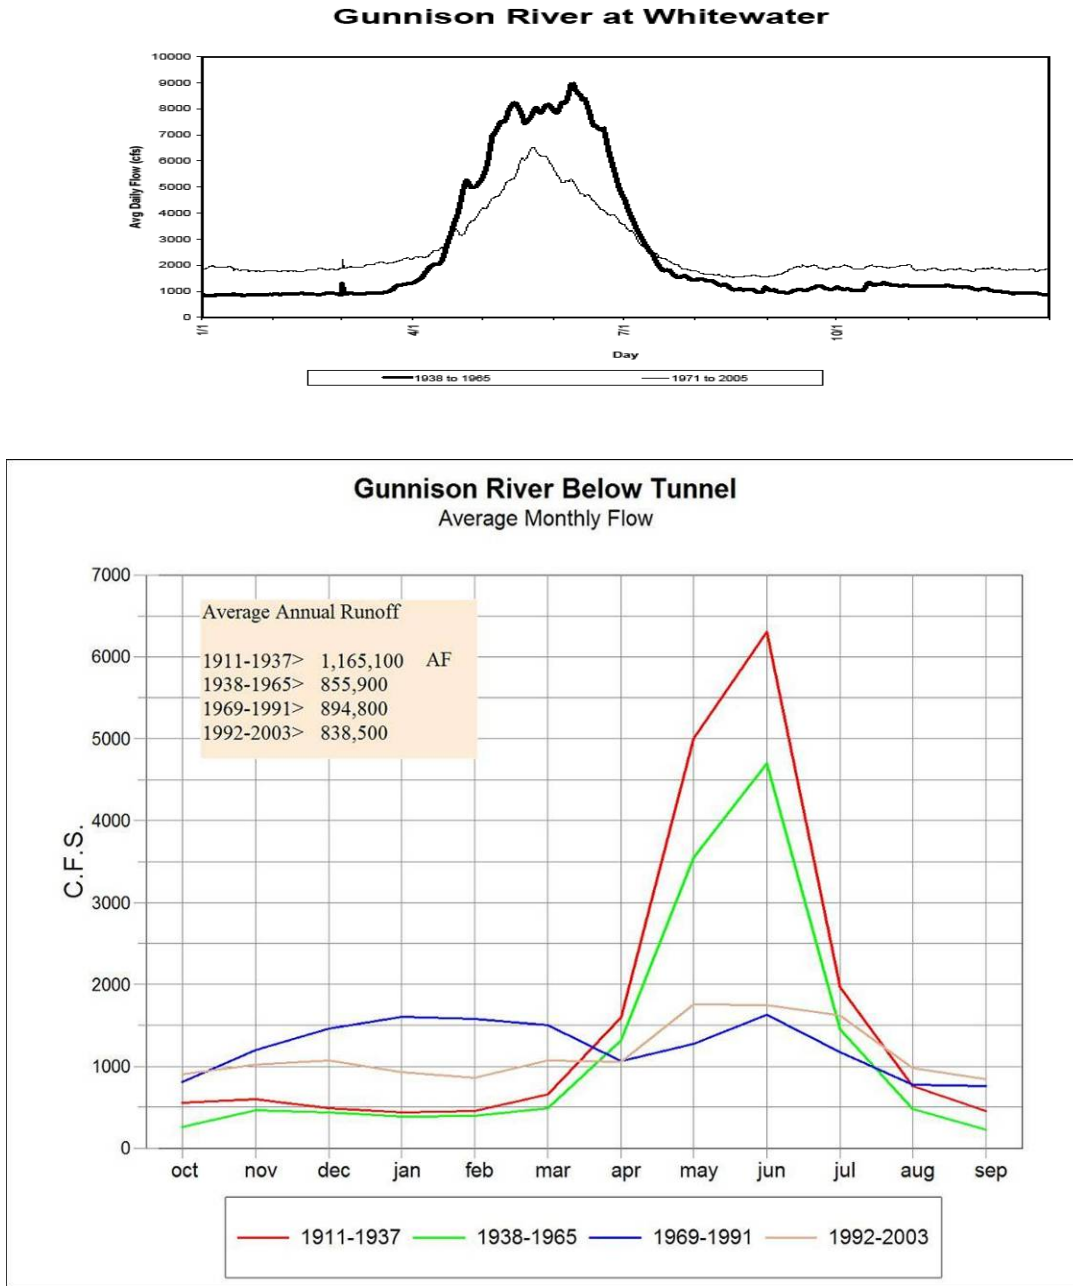 Gunnison River at Whitewater
10000
9000
8000
7000
6000
5000
4000
3000
2000
1000
0
Avg Daily Flow (cfs)
1/1
4/1
7/1
10/1
Day
1938 to 1965
1971 to 2005
Gunnison River Below Tunnel
Average Monthly Flow
7000
6000
5000
4000
3000
2000
1000
0
C.F.S.
Average Annual Runoff
1911-1937> 1,165,100 AF
1938-1965> 855,900
1969-1991> 894,800
1992-2003> 838,500
oct nov dec jan feb mar apr may jun jul aug sep
1911-1937 1938-1965 1969-1991 1992-2003